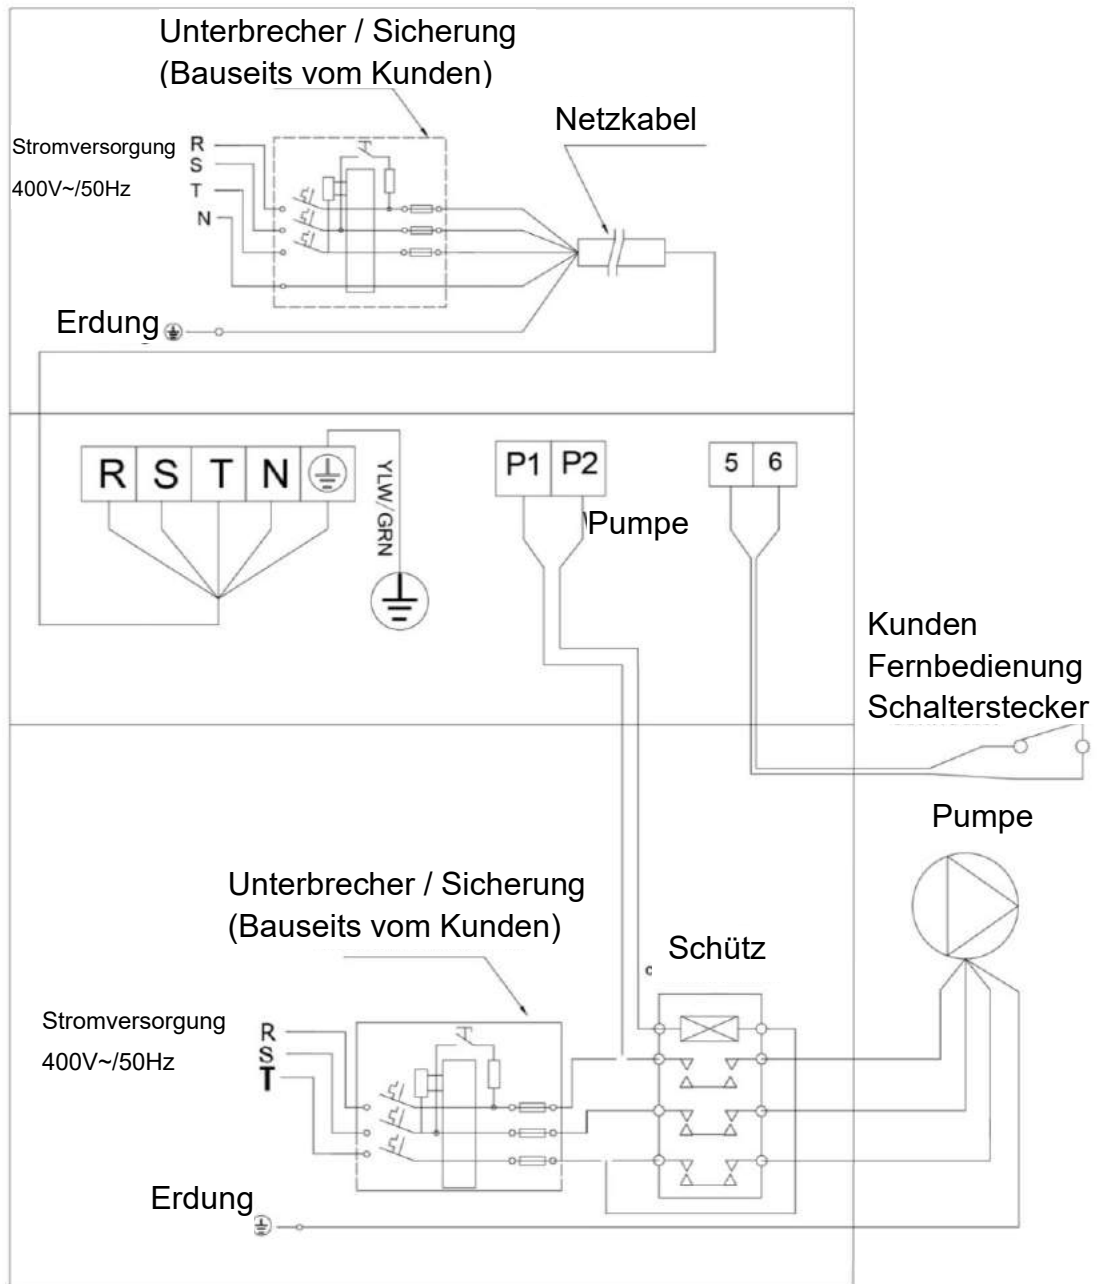 Unterbrecher / Sicherung
(Bauseits vom Kunden)
Netzkabel
Stromversorgung
400V~/50Hz
R
S
T
N
Erdung
R S T N
YLW/GRN
P1 P2
Pumpe
5 6
Kunden
Fernbedienung
Schalterstecker
Pumpe
Unterbrecher / Sicherung
(Bauseits vom Kunden)
Schütz
Stromversorgung
400V~/50Hz
R
S
T
Erdung